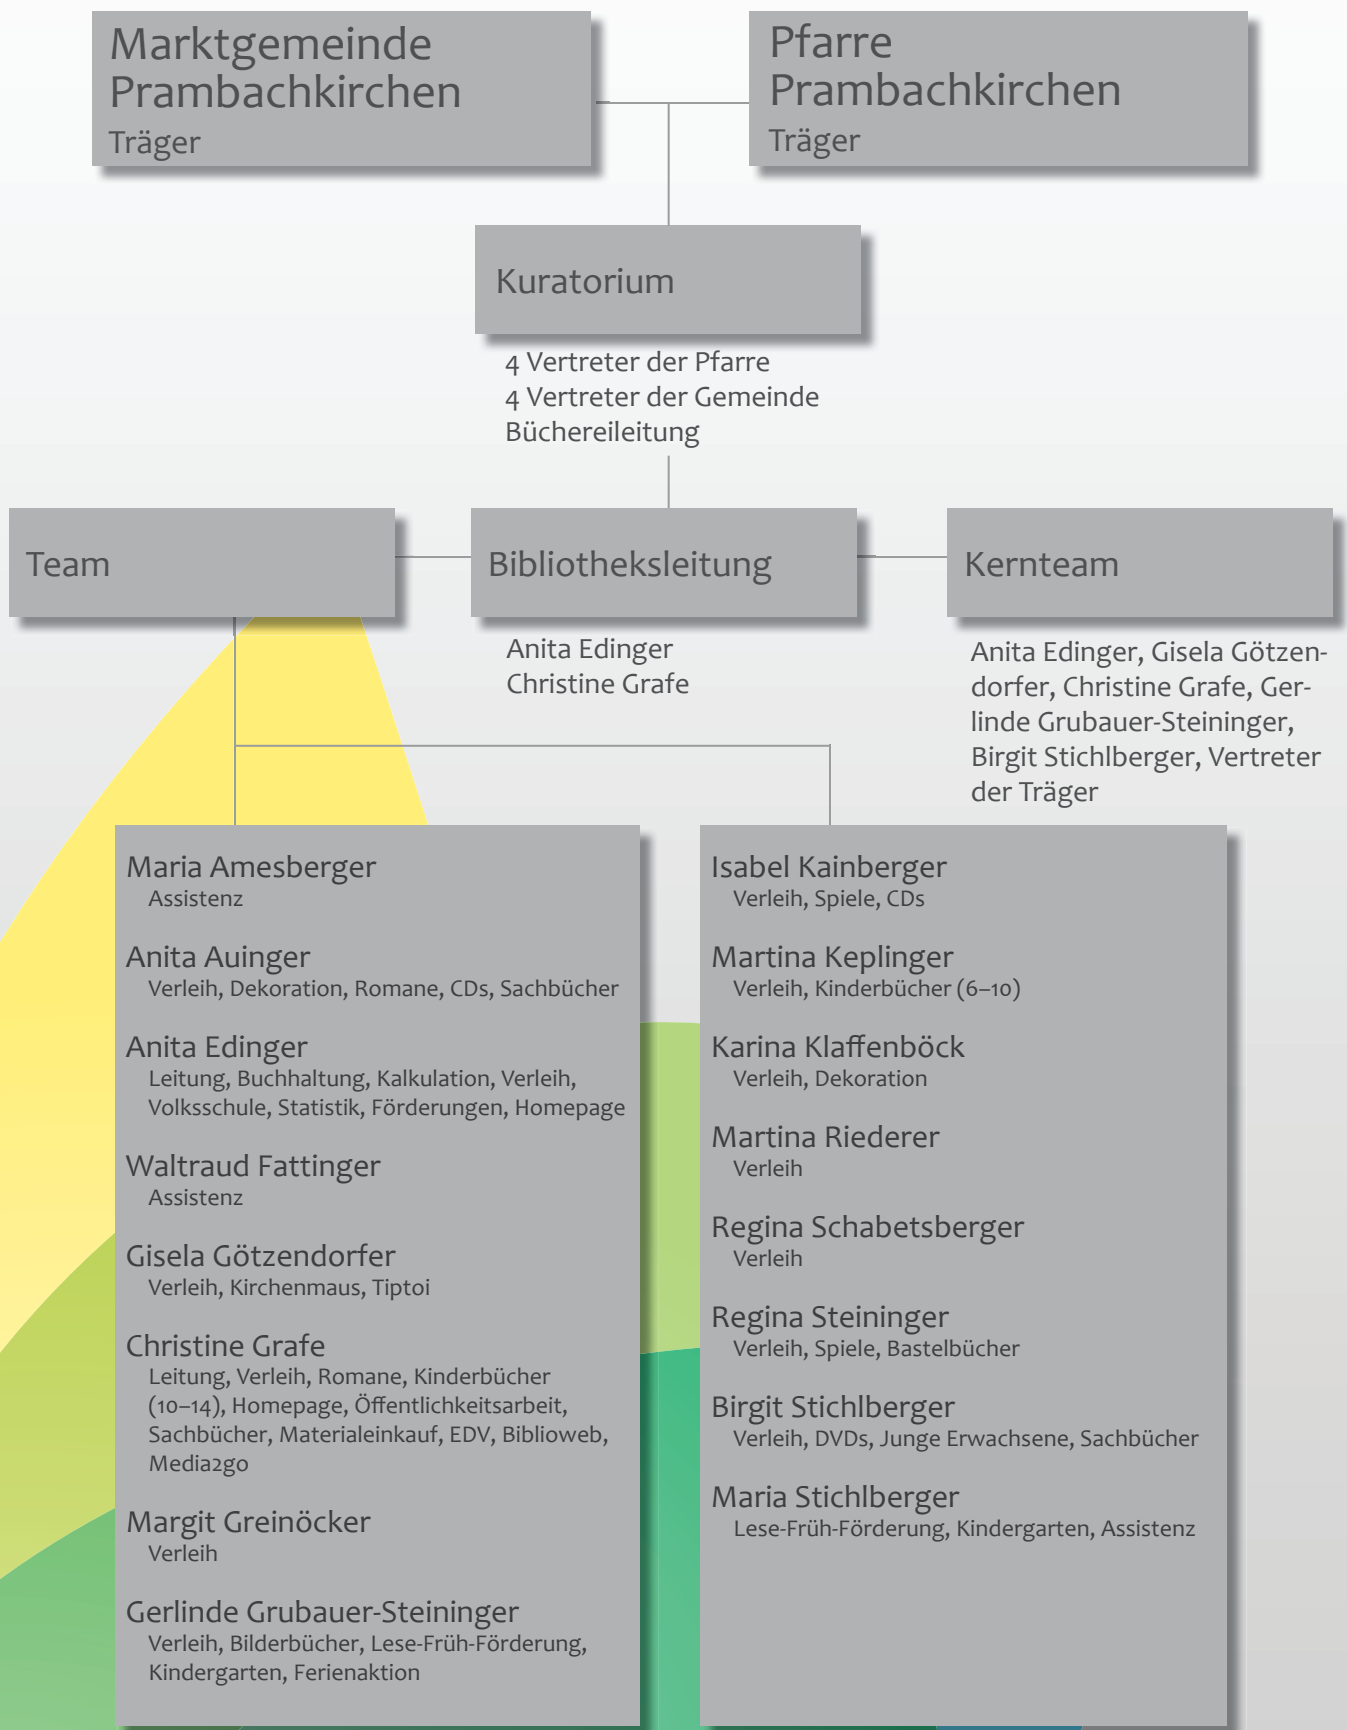 Marktgemeinde
Prambachkirchen
Träger
Pfarre
Prambachkirchen
Träger
Kuratorium
4 Vertreter der Pfarre
4 Vertreter der Gemeinde
Büchereileitung
Team
Bibliotheksleitung
Anita Edinger
Christine Grafe
Kernteam
Anita Edinger, Gisela Götzen-
dorfer, Christine Grafe, Ger-
linde Grubauer-Steininger,
Birgit Stichlberger, Vertreter
der Träger
Maria Amesberger
Assistenz
Anita Auinger
Verleih, Dekoration, Romane, CDs, Sachbücher
Anita Edinger
Leitung, Buchhaltung, Kalkulation, Verleih,
Volksschule, Statistik, Förderungen, Homepage
Waltraud Fattinger
Assistenz
Gisela Götzendorfer
Verleih, Kirchenmaus, Tiptoi
Christine Grafe
Leitung, Verleih, Romane, Kinderbücher
(10–14), Homepage, Öffentlichkeitsarbeit,
Sachbücher, Materialeinkauf, EDV, Biblioweb,
Media2go
Margit Greinöcker
Verleih
Gerlinde Grubauer-Steininger
Verleih, Bilderbücher, Lese-Früh-Förderung,
Kindergarten, Ferienaktion
Isabel Kainberger
Verleih, Spiele, CDs
Martina Keplinger
Verleih, Kinderbücher (6–10)
Karina Klaffenböck
Verleih, Dekoration
Martina Riederer
Verleih
Regina Schabetsberger
Verleih
Regina Steininger
Verleih, Spiele, Bastelbücher
Birgit Stichlberger
Verleih, DVDs, Junge Erwachsene, Sachbücher
Maria Stichlberger
Lese-Früh-Förderung, Kindergarten, Assistenz